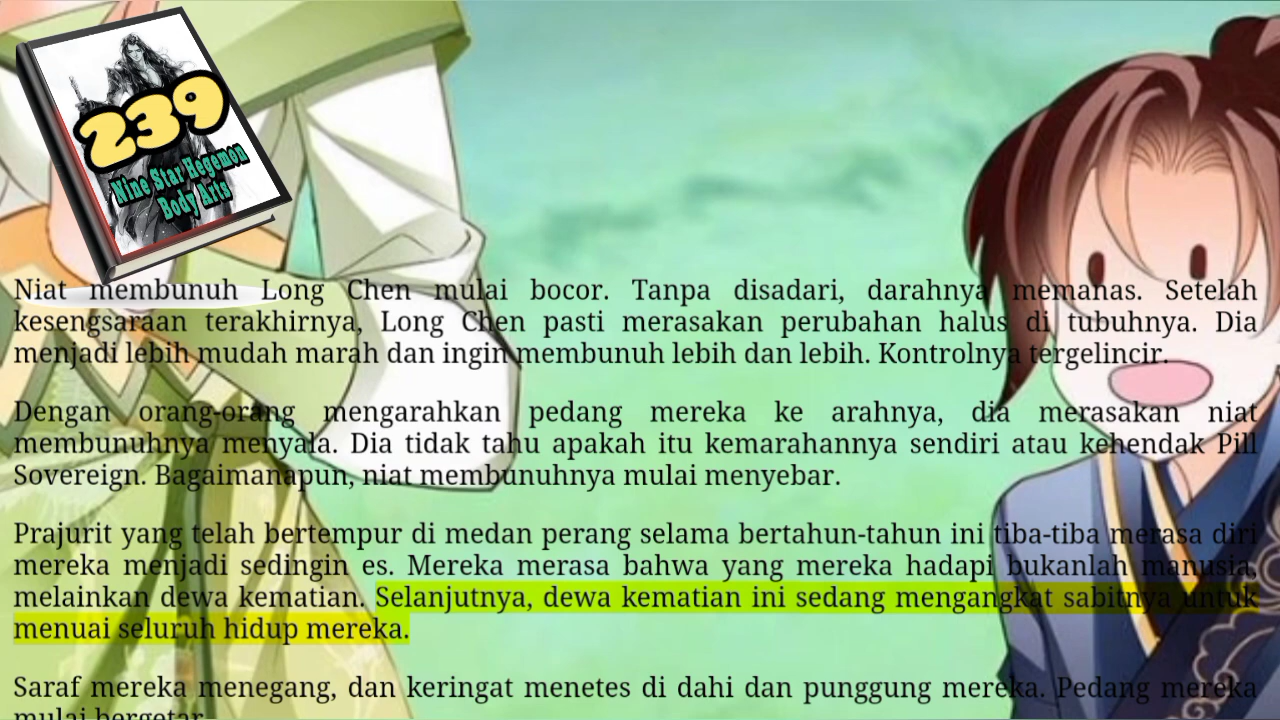 239
Nine Star Hegemon
Body Arts
Niat membunuh Long Chen mulai bocor. Tanpa disadari, darahnya memanas. Setelah
kesengsaraan terakhirnya, Long Chen pasti merasakan perubahan halus di tubuhnya. Dia
menjadi lebih mudah marah dan ingin membunuh lebih dan lebih. Kontrolnya tergelincir.
Dengan orang-orang mengarahkan pedang mereka ke arahnya, dia merasakan niat
membunuhnya menyala. Dia tidak tahu apakah itu kemarahannya sendiri atau kehendak Pill
Sovereign. Bagaimanapun, niat membunuhnya mulai menyebar.
Prajurit yang telah bertempur di medan perang selama bertahun-tahun ini tiba-tiba merasa diri
mereka menjadi sedingin es. Mereka merasa bahwa yang mereka hadapi bukanlah manusia,
melainkan dewa kematian. Selanjutnya, dewa kematian ini sedang mengangkat sabitnya untuk
menuai seluruh hidup mereka.
Saraf mereka menegang, dan keringat menetes di dahi dan punggung mereka. Pedang mereka
mulai bergetar.